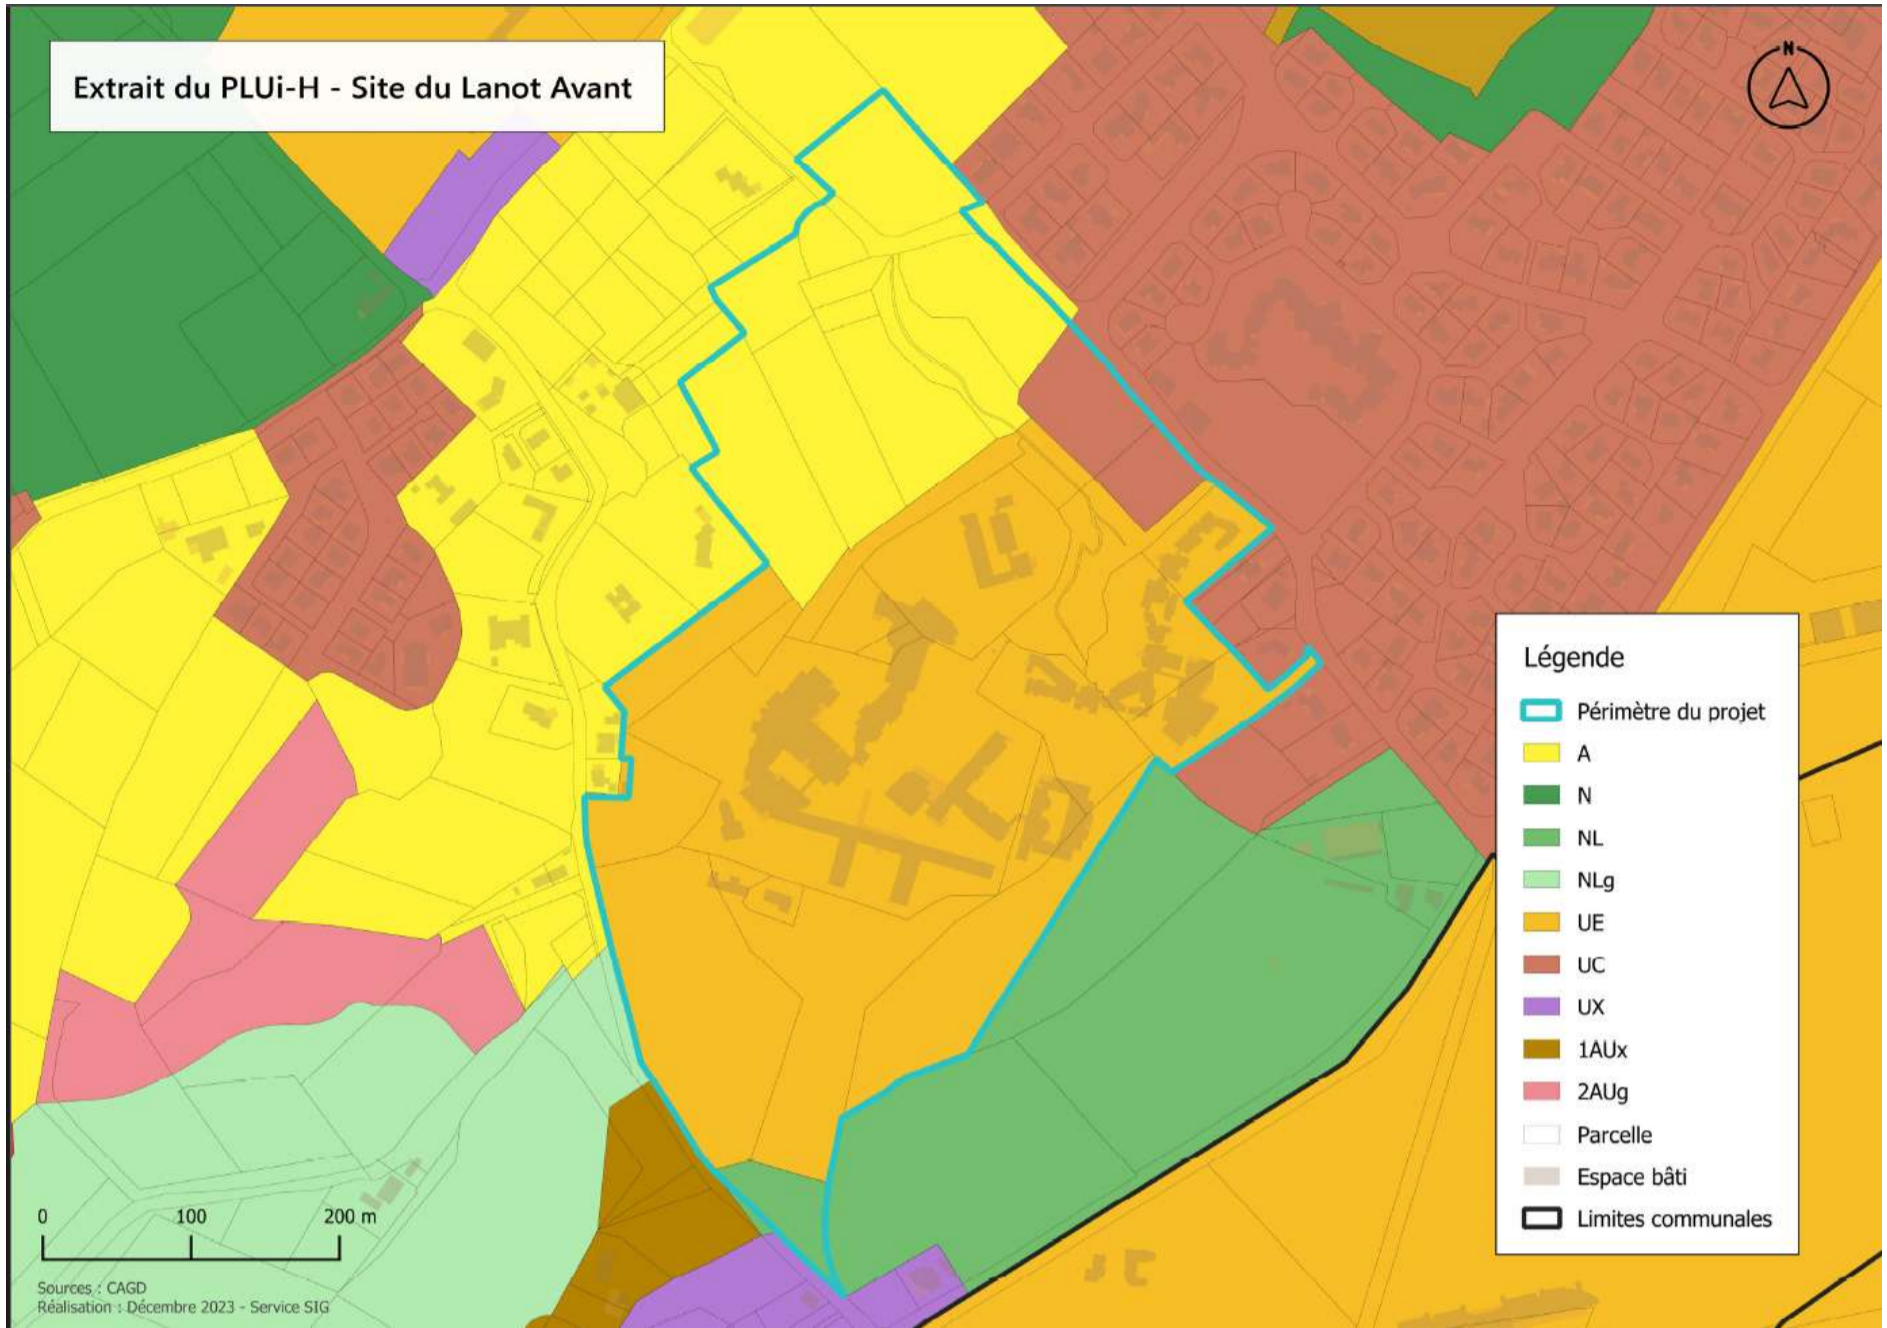 Extrait du PLUi-H - Site du Lanot Avant
N
Légende
Périmètre du projet
A
N
NL
NLg
UE
UC
UX
1AUx
2AUg
Parcelle
Espace bâti
Limites communales
0 100 200 m
Sources : CAGD
Réalisation : Décembre 2023 - Service SIG